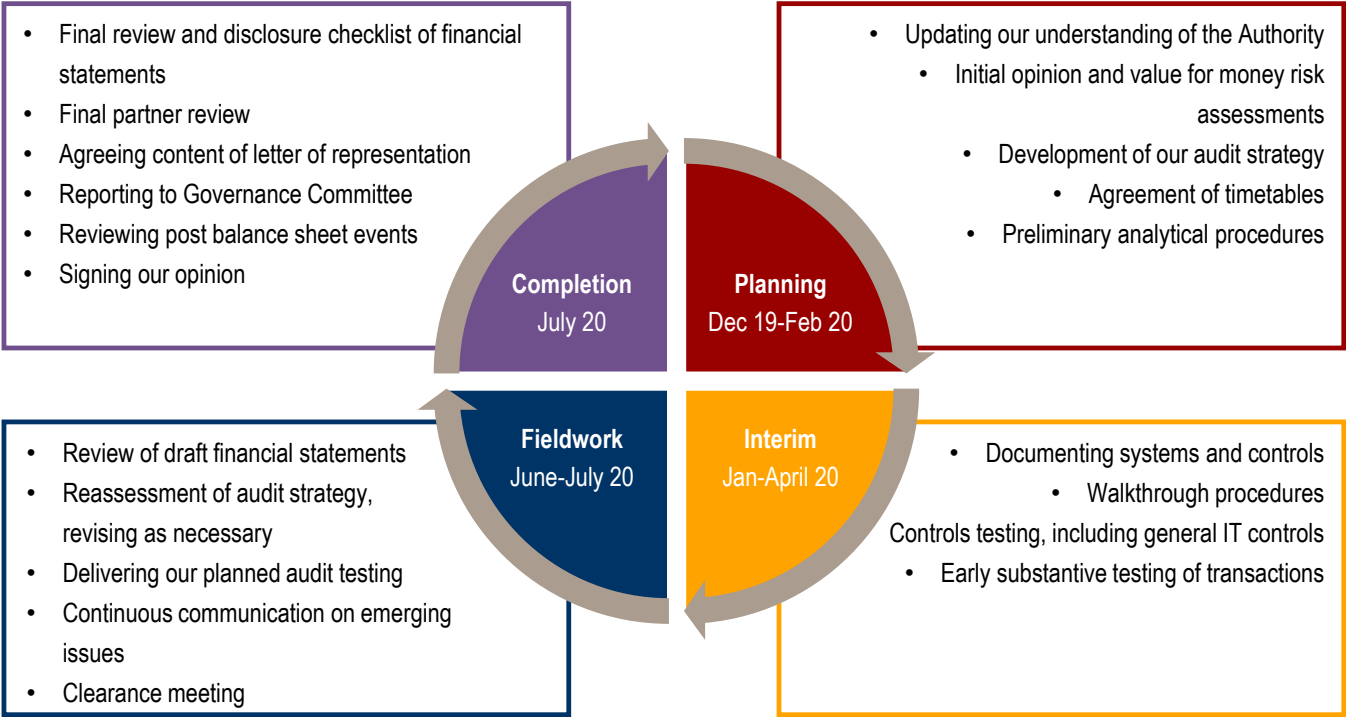 • Final review and disclosure checklist of financial
statements
• Final partner review
• Agreeing content of letter of representation
• Reporting to Governance Committee
• Reviewing post balance sheet events
• Signing our opinion
• Updating our understanding of the Authority
• Initial opinion and value for money risk
assessments
• Development of our audit strategy
• Agreement of timetables
• Preliminary analytical procedures
Completion
July 20
Planning
Dec 19-Feb 20
Fieldwork
June-July 20
Interim
Jan-April 20
• Review of draft financial statements
• Reassessment of audit strategy,
revising as necessary
• Delivering our planned audit testing
• Continuous communication on emerging
issues
• Clearance meeting
• Documenting systems and controls
• Walkthrough procedures
Controls testing, including general IT controls
• Early substantive testing of transactions